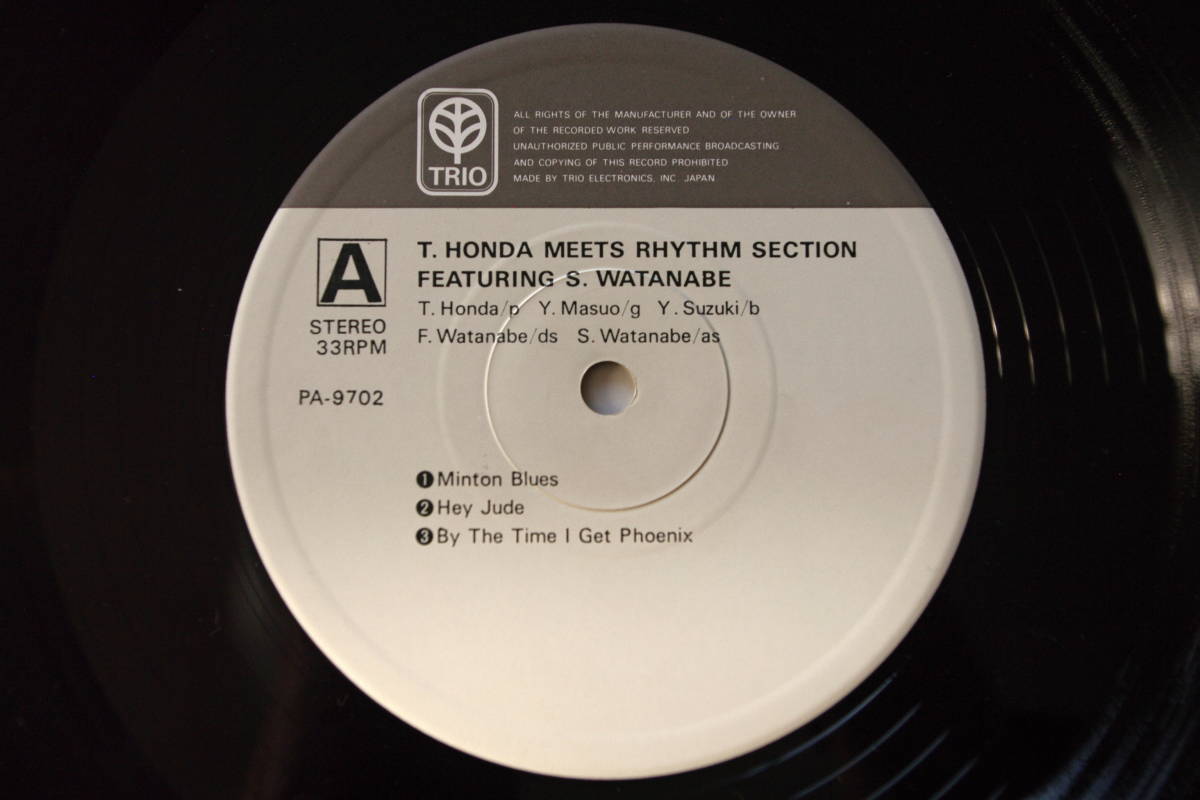 TRIO
ALL RIGHTS OF THE MANUFACTURER AND OF THE OWNER
OF THE RECORDED WORK RESERVED
UNAUTHORIZED PUBLIC PERFORMANCE BROADCASTING
AND COPYING OF THIS RECORD PROHIBITED
MADE BY TRIO ELECTRONICS, INC. JAPAN
A
STEREO
33RPM
PA-9702
T. HONDA MEETS RHYTHM SECTION
FEATURING S. WATANABE
T. Honda/p Y. Masuo/g Y. Suzuki/b
F. Watanabe/ds S. Watanabe/as
❶Minton Blues
❷Hey Jude
❸By The Time I Get Phoenix